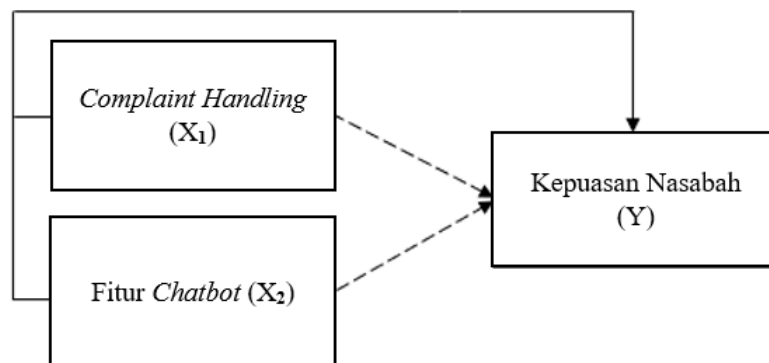 Complaint Handling
(X₁)
Kepuasan Nasabah
(Y)
Fitur Chatbot (X₂)